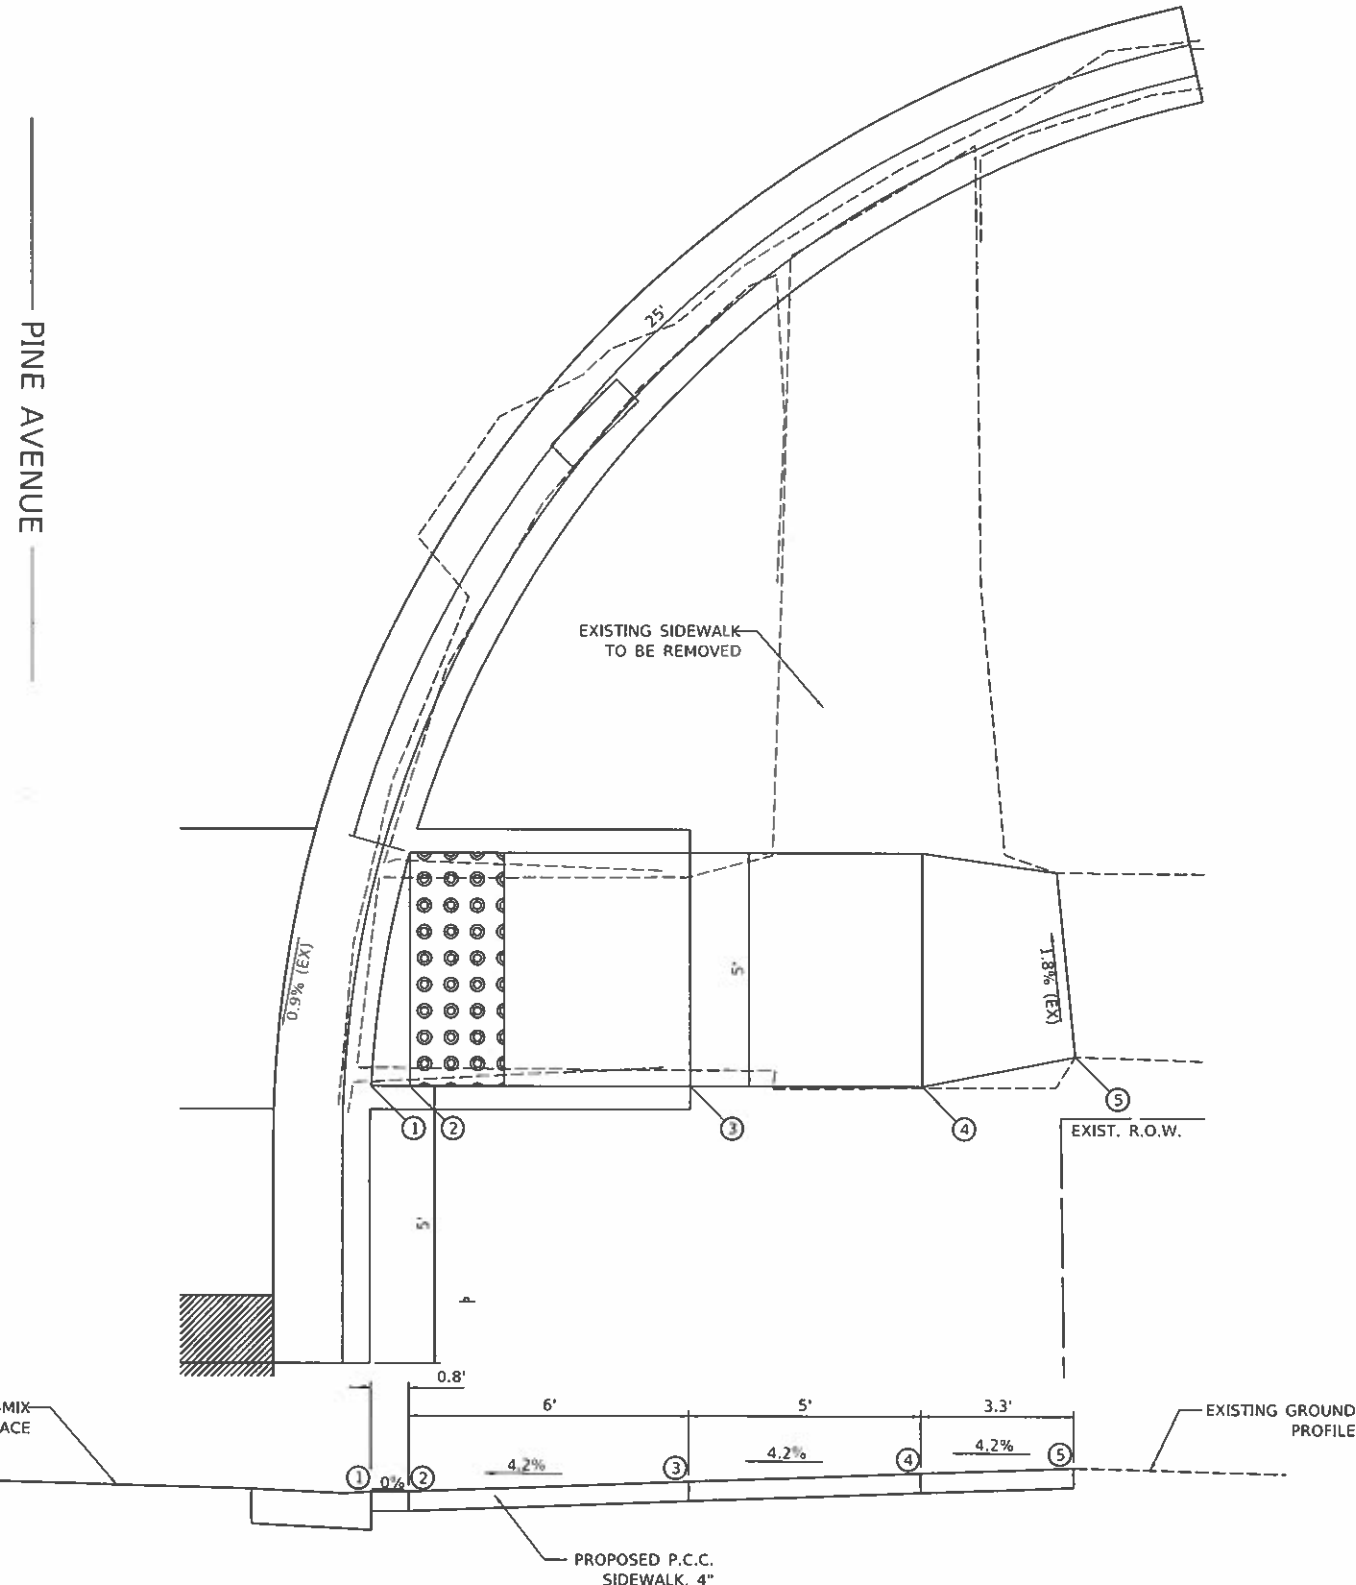 PINE AVENUE
25'
EXISTING SIDEWALK
TO BE REMOVED
0.9% (EX)
5'
1.8% (EX)
1
2
3
4
5
EXIST. R.O.W.
5'
0.8'
6'
5'
3.3'
-MIX
ACE
EXISTING GROUND
PROFILE
1
0%
2
4.2%
3
4.2%
4
4.2%
5
PROPOSED P.C.C.
SIDEWALK, 4"